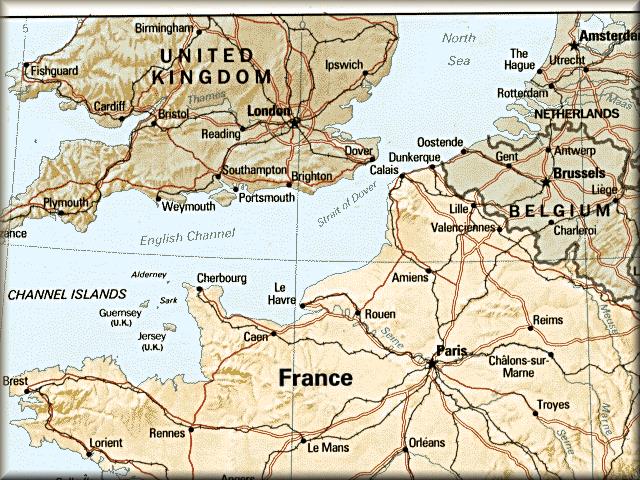 5
Birmingham
UNITED
KINGDOM
North
Sea
Amsterda
The
Hague
Utrecht
Fishguard
Ipswich
Rotterdam
Cardiff
Thames
London
Maas
Bristol
Reading
NETHERLANDS
Dover
Oostende
Antwerp
Dunkerque
Gent
Calais
Brussels
Southampton
Brighton
Liège
Portsmouth
Strait of Dover
Plymouth
Weymouth
Lille
BELGIUM
zance
Valenciennes
Charleroi
English Channel
Alderney
Cherbourg
Amiens
CHANNEL ISLANDS
Sark
Le
Havre
Guernsey
(U.K.)
Rouen
Meuse
Reims
Jersey
(U.K.)
Caen
Seine
Paris
Châlons-sur-
Marne
Brest
France
Troyes
Marne
Rennes
Lorient
Le Mans
Orléans
Seine
Angers